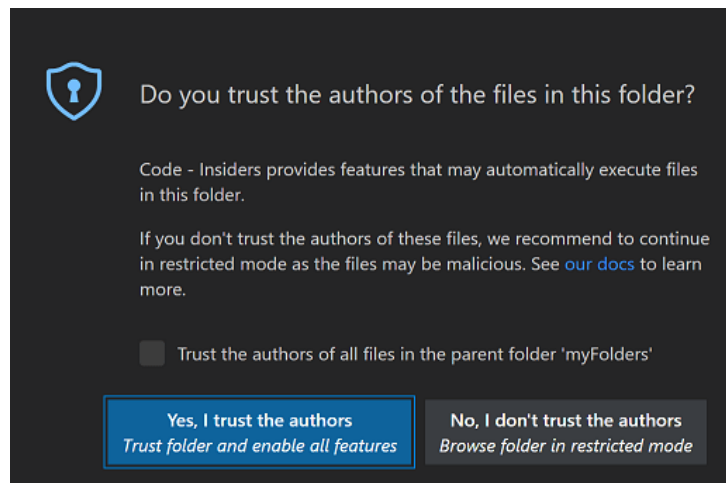 Do you trust the authors of the files in this folder?
Code - Insiders provides features that may automatically execute files
in this folder.
If you don't trust the authors of these files, we recommend to continue
in restricted mode as the files may be malicious. See our docs to learn
more.
Trust the authors of all files in the parent folder 'myFolders'
Yes, I trust the authors
Trust folder and enable all features
No, I don't trust the authors
Browse folder in restricted mode